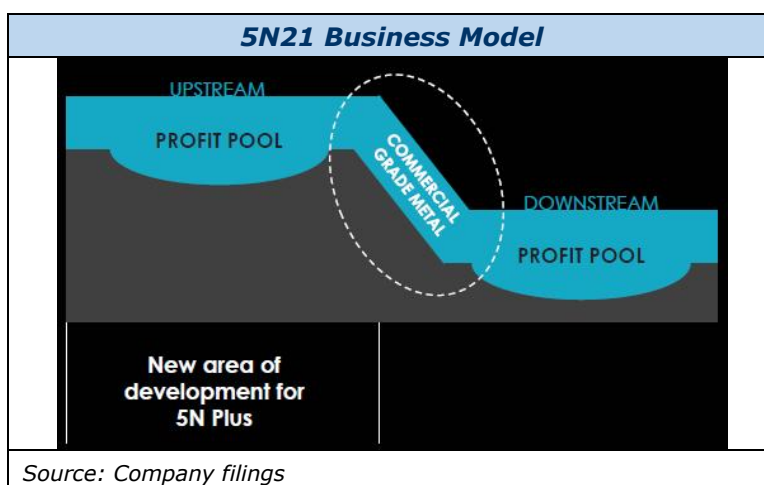 5N21 Business Model
UPSTREAM
PROFIT POOL
COMMERCIAL
GRADE METAL
DOWNSTREAM
PROFIT POOL
New area of
development for
5N Plus
Source: Company filings